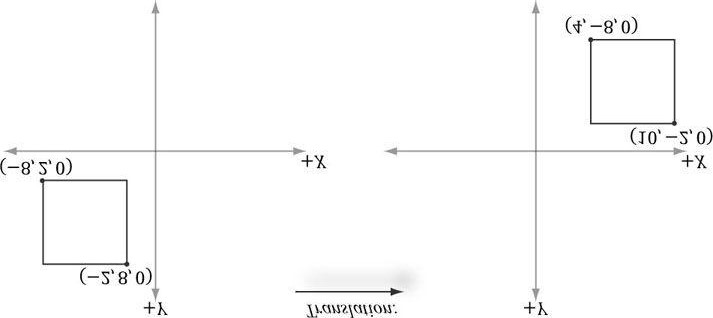 +Y
Translation:
+Y
(−2, 8, 0)
(−8, 2, 0)
+X
+X
(10, −2, 0)
(4, −8, 0)